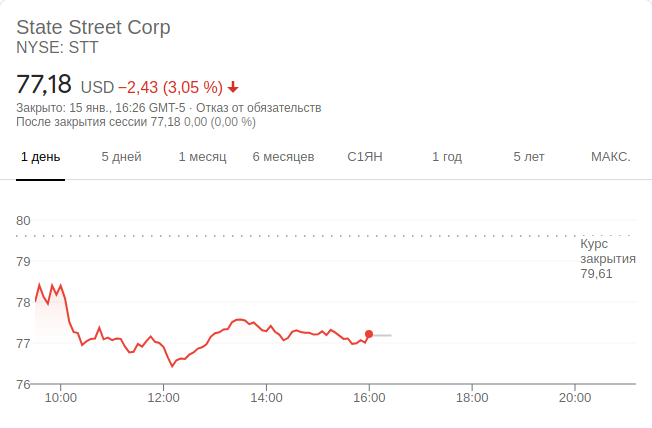 State Street Corp
NYSE: STT
77,18 USD −2,43 (3,05 %)
Закрыто: 15 янв., 16:26 GMT-5 · Отказ от обязательств
После закрытия сессии 77,18 0,00 (0,00 %)
1 день 5 дней 1 месяц 6 месяцев С1ЯН 1 год 5 лет МАКС.
80
Курс
закрытия
79,61
79
78
77
76
10:00 12:00 14:00 16:00 18:00 20:00